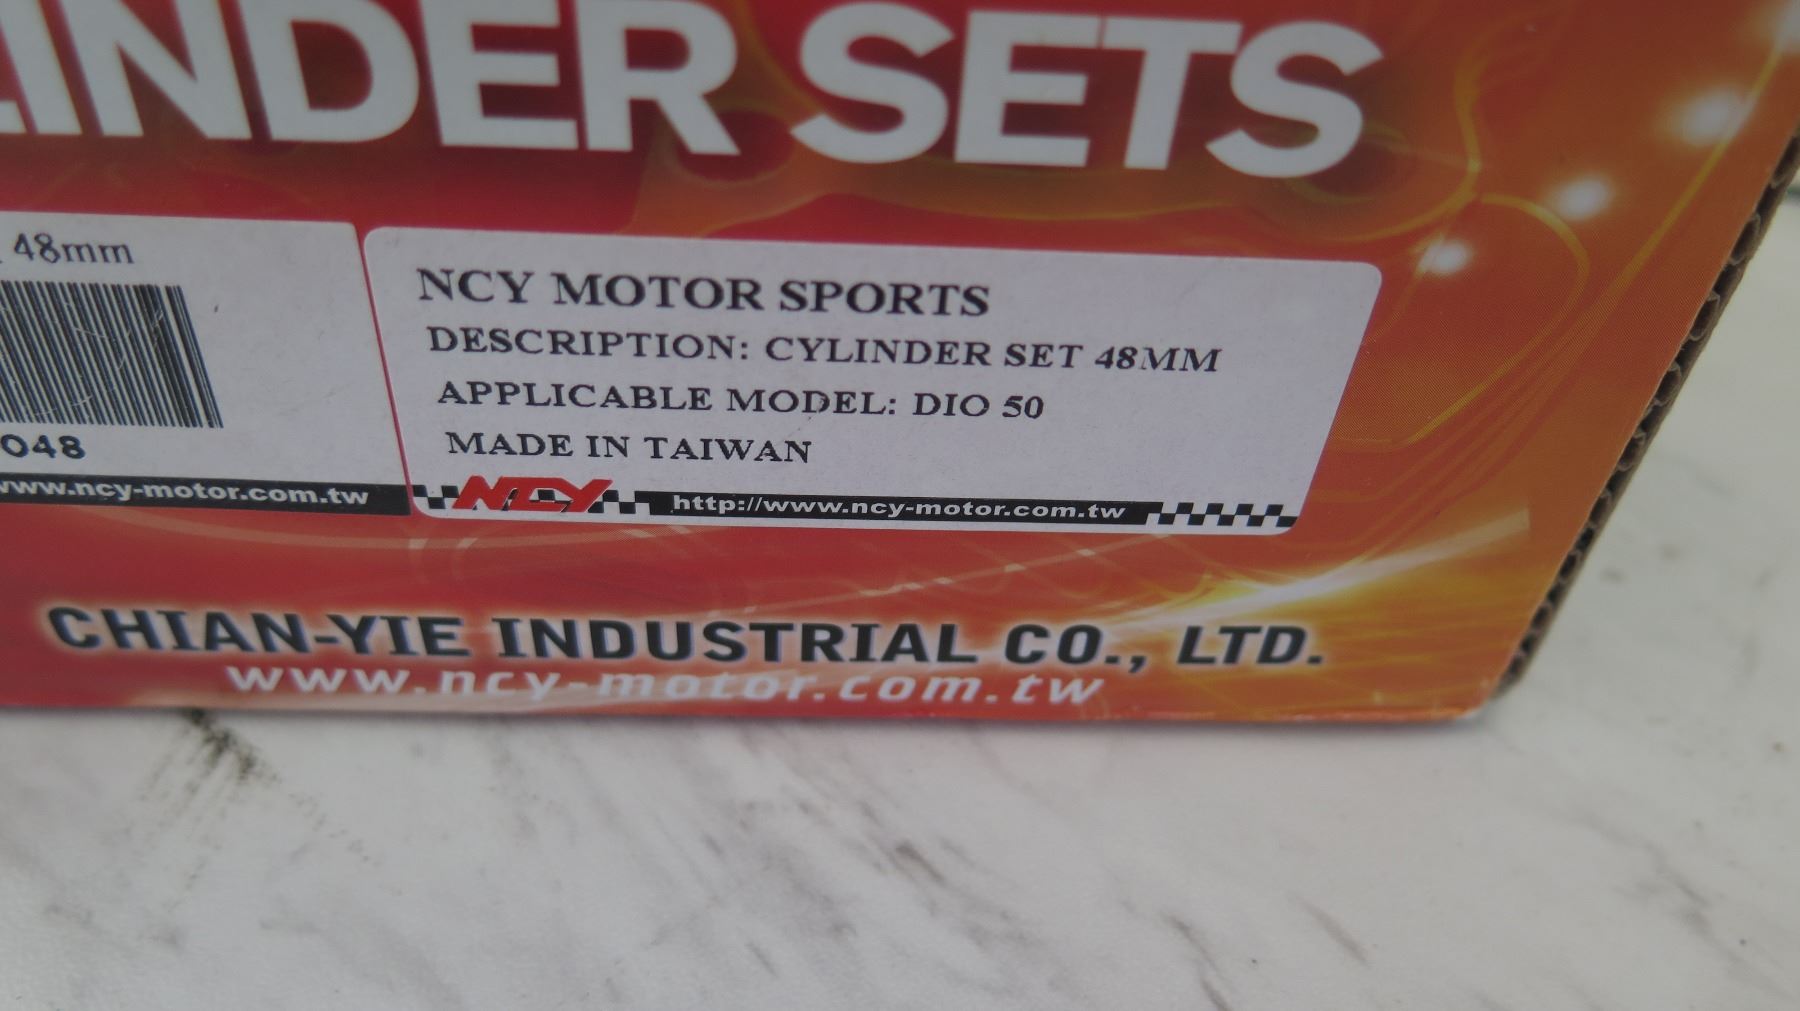 LINDER SETS
48mm
048
www.ncy-motor.com.tw
NCY MOTOR SPORTS
DESCRIPTION: CYLINDER SET 48MM
APPLICABLE MODEL: DIO 50
MADE IN TAIWAN
NCY http://www.ncy-motor.com.tw
CHIAN-YIE INDUSTRIAL CO., LTD.
www.ncy-motor.com.tw